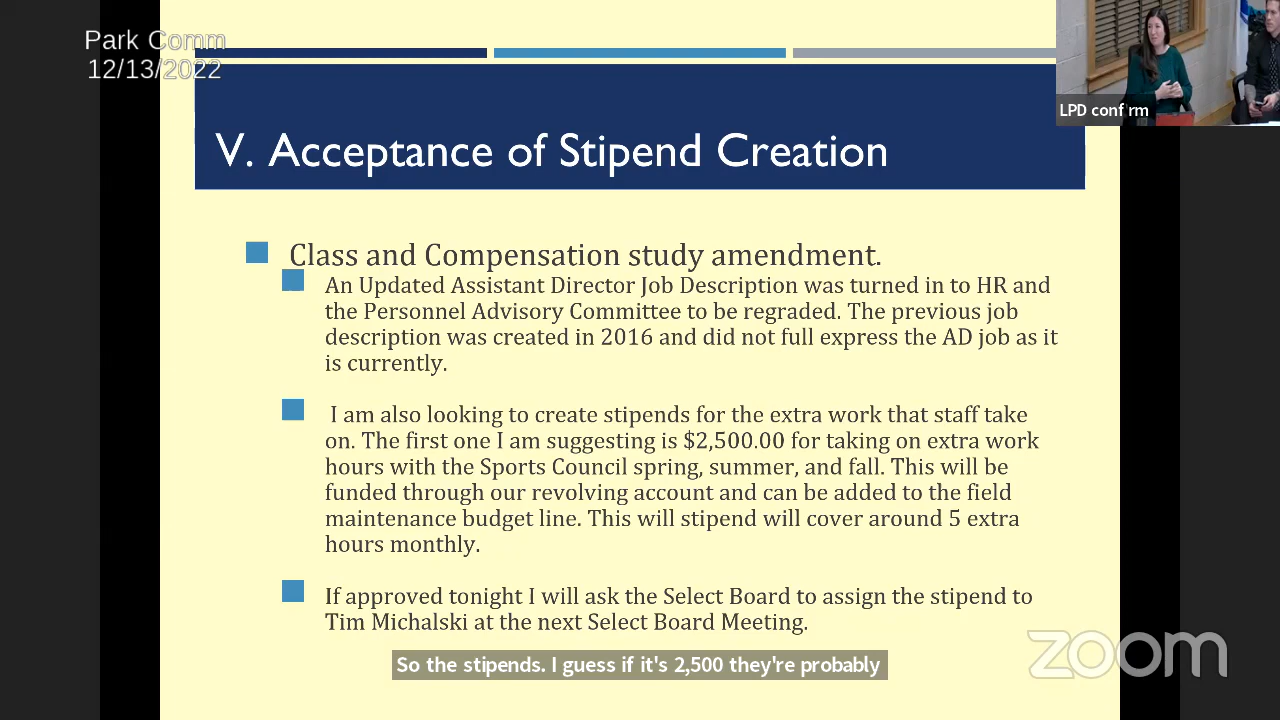 Park Comm
12/13/2022
LPD conf rm
V. Acceptance of Stipend Creation
Class and Compensation study amendment.
An Updated Assistant Director Job Description was turned in to HR and
the Personnel Advisory Committee to be regraded. The previous job
description was created in 2016 and did not full express the AD job as it
is currently.
I am also looking to create stipends for the extra work that staff take
on. The first one I am suggesting is $2,500.00 for taking on extra work
hours with the Sports Council spring, summer, and fall. This will be
funded through our revolving account and can be added to the field
maintenance budget line. This will stipend will cover around 5 extra
hours monthly.
If approved tonight I will ask the Select Board to assign the stipend to
Tim Michalski at the next Select Board Meeting.
So the stipends. I guess if it's 2,500 they're probably
zoom